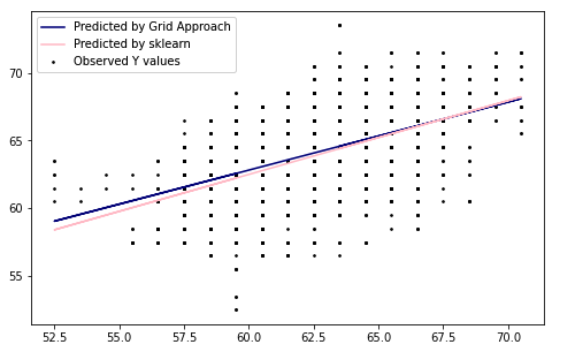 Predicted by Grid Approach
Predicted by sklearn
Observed Y values
70
65
60
55
52.5 55.0 57.5 60.0 62.5 65.0 67.5 70.0